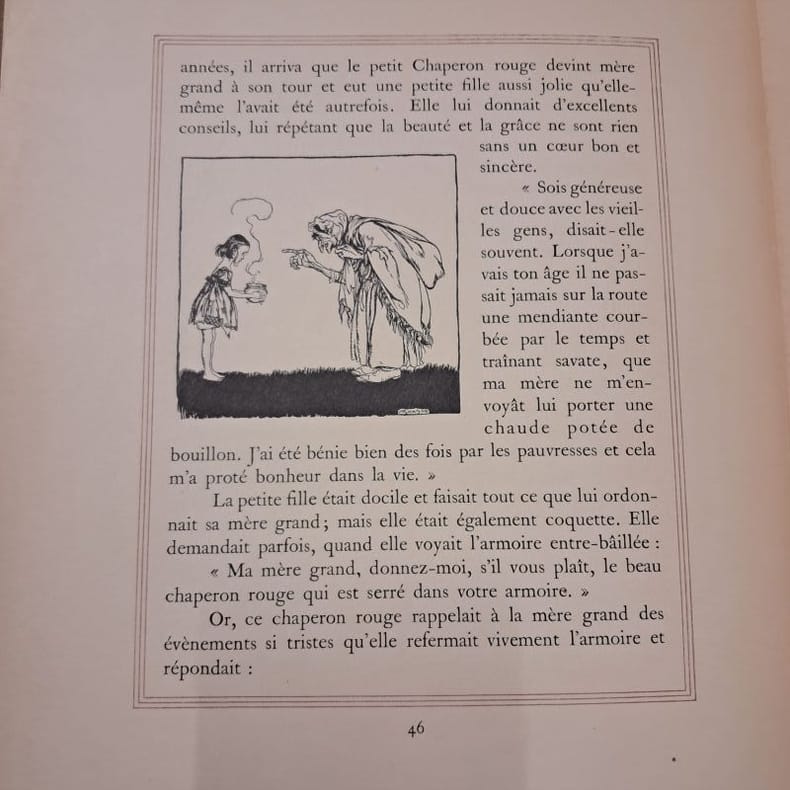 années, il arriva que le petit Chaperon rouge devint mère
grand à son tour et eut une petite fille aussi jolie qu'elle-
même l'avait été autrefois. Elle lui donnait d'excellents
conseils, lui répétant que la beauté et la grâce ne sont rien
sans un cœur bon et
sincère.
« Sois généreuse
et douce avec les vieil-
les gens, disait-elle
souvent. Lorsque j'a-
vais ton âge il ne pas-
sait jamais sur la route
une mendiante cour-
bée par le temps et
traînant savate, que
ma mère ne m'en-
voyât lui porter une
chaude potée de
bouillon. J'ai été bénie bien des fois par les pauvresses et cela
m'a proté bonheur dans la vie. »
La petite fille était docile et faisait tout ce que lui ordon-
nait sa mère grand ; mais elle était également coquette. Elle
demandait parfois, quand elle voyait l'armoire entre-bâillée :
« Ma mère grand, donnez-moi, s'il vous plaît, le beau
chaperon rouge qui est serré dans votre armoire. »
Or, ce chaperon rouge rappelait à la mère grand des
évènements si tristes qu'elle refermait vivement l'armoire et
répondait :
46